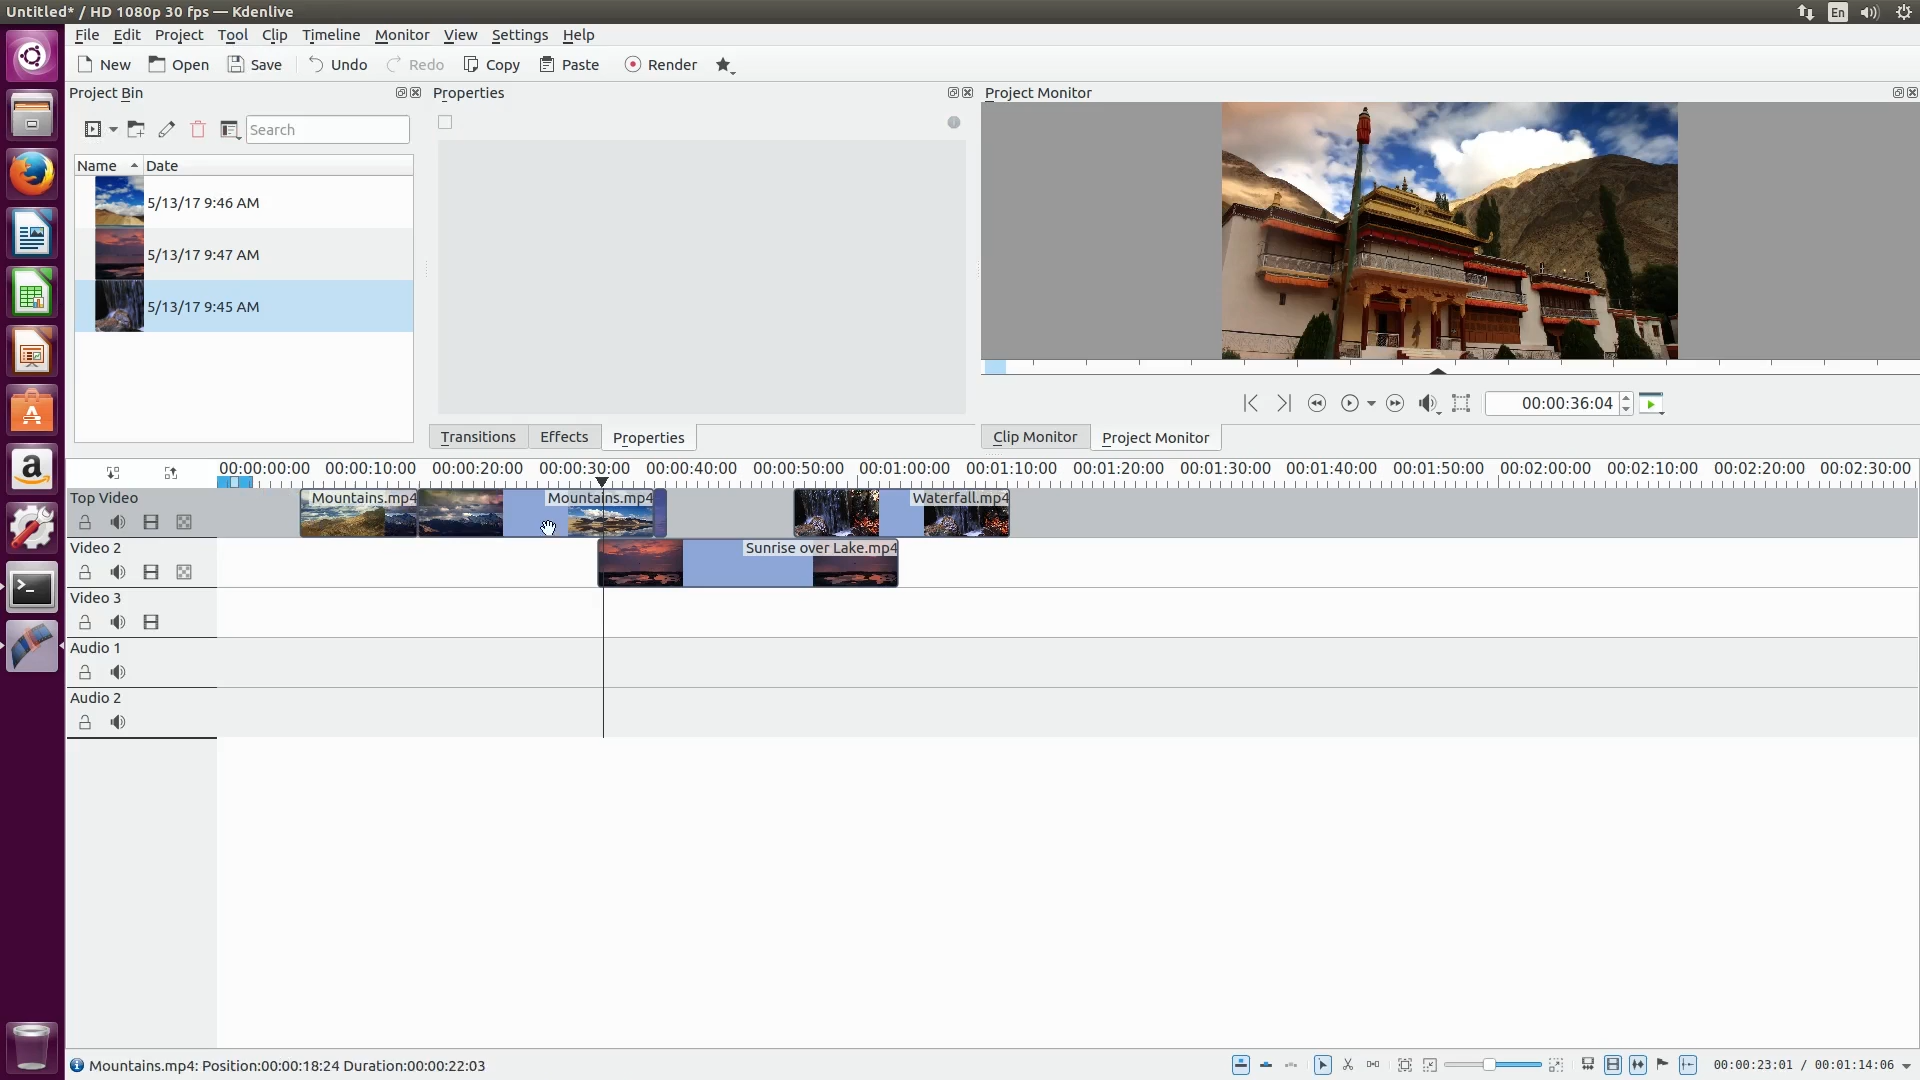 Untitled* / HD 1080p 30 fps — Kdenlive
En
File Edit Project Tool Clip Timeline Monitor View Settings Help
New Open Save Undo Redo Copy Paste Render
Project Bin
Properties
Project Monitor
Search
Name Date
5/13/17 9:46 AM
5/13/17 9:47 AM
5/13/17 9:45 AM
00:00:36:04
Transitions Effects Properties
Clip Monitor Project Monitor
00:00:00:00 00:00:10:00 00:00:20:00 00:00:30:00 00:00:40:00 00:00:50:00 00:01:00:00 00:01:10:00 00:01:20:00 00:01:30:00 00:01:40:00 00:01:50:00 00:02:00:00 00:02:10:00 00:02:20:00 00:02:30:00
Top Video
Mountains.mp4 Mountains.mp4 Waterfall.mp4
Video 2
Sunrise over Lake.mp4
Video 3
Audio 1
Audio 2
Mountains.mp4: Position:00:00:18:24 Duration:00:00:22:03
00:00:23:01 / 00:01:14:06